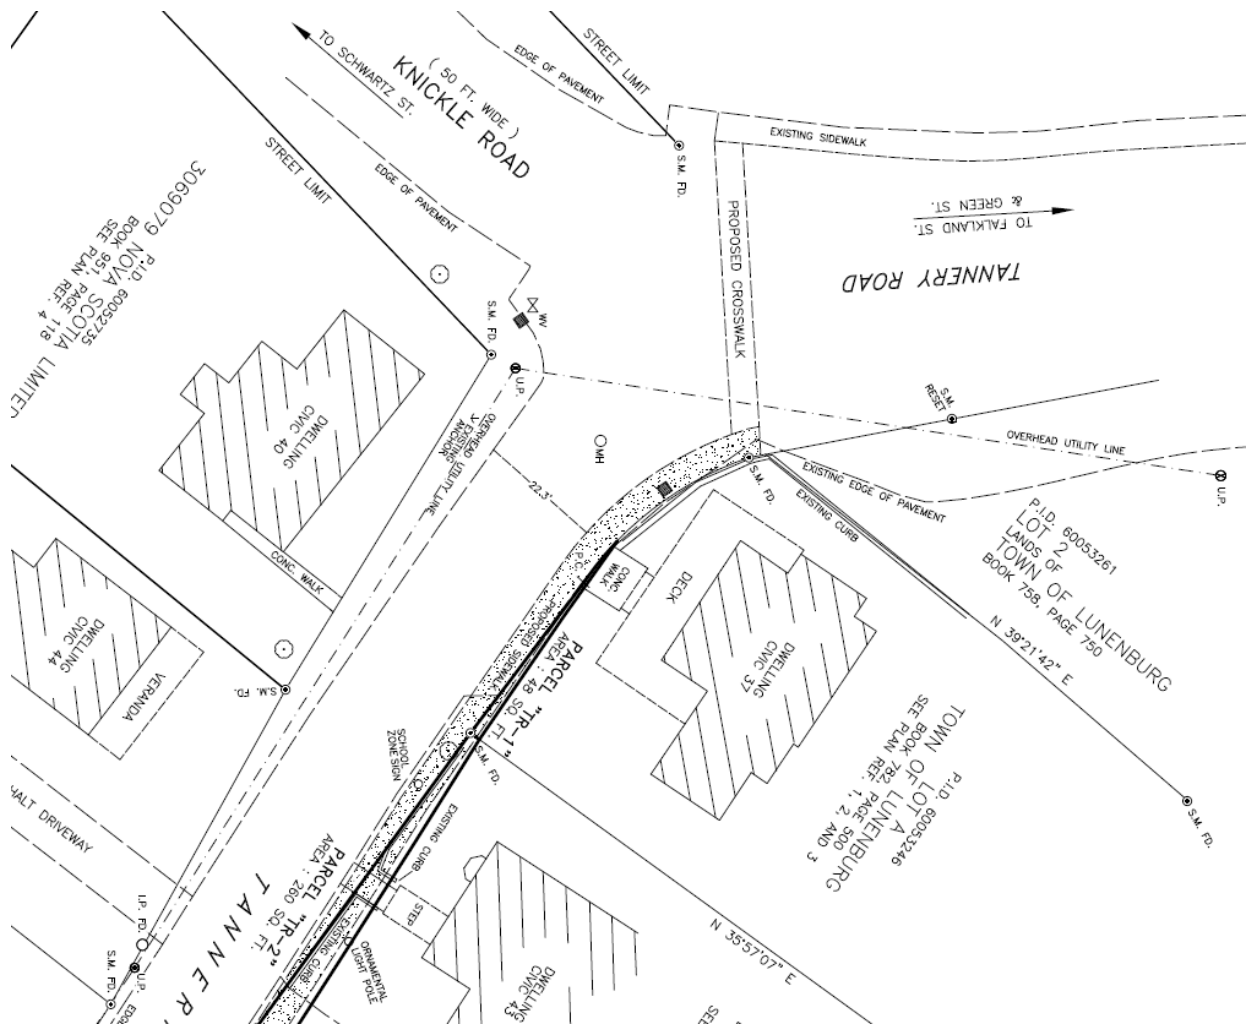 TO SCHWARTZ ST.
( 50 FT. WIDE )
KNICKLE ROAD
EDGE OF PAVEMENT
STREET LIMIT
S.M. FD.
EXISTING SIDEWALK
STREET LIMIT
EDGE OF PAVEMENT
3069079 NOVA SCOTIA LIMITED
P.I.D. 60052735
BOOK 951, PAGE 118
SEE PLAN REF. 4
PROPOSED CROSSWALK
TO FALKLAND ST.
& GREEN ST.
TANNERY ROAD
S.M. FD.
WV
U.P.
DWELLING
CIVIC 40
OVERHEAD UTILITY LINE
EXISTING
ANCHOR
MH
22.3'
S.M.
RESET
OVERHEAD UTILITY LINE
U.P.
S.M. FD.
EXISTING EDGE OF PAVEMENT
EXISTING CURB
P.I.D. 60053261
LOT 2
LANDS OF
TOWN OF LUNENBURG
BOOK 758, PAGE 750
CONC. WALK
DWELLING
CIVIC 44
VERANDA
S.M. FD.
P.C.
CONC.
WALK
DECK
DWELLING
CIVIC 37
PROPOSED
SIDEWALK
PARCEL "TR-1"
AREA : 48 SQ. FT.
N 39°21'42" E
S.M. FD.
P.I.D. 60053246
LOT A
TOWN OF LUNENBURG
BOOK 782, PAGE 500
SEE PLAN REF. 1, 2, AND 3
SCHOOL
ZONE SIGN
S.M. FD.
EXISTING CURB
PARCEL "TR-2"
AREA : 260 SQ. FT.
STEP
EXISTING CURB
ORNAMENTAL
LIGHT POLE
DWELLING
CIVIC 43
N 35°57'07" E
HALT DRIVEWAY
I.P. FD.
U.P.
S.M. FD.
EDGE
TANNER
SEE